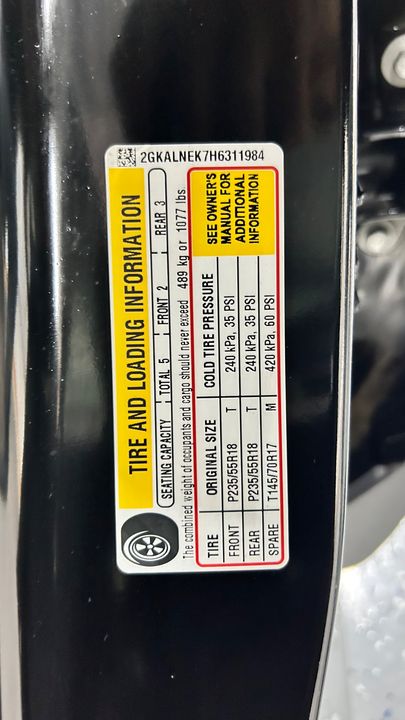 2GKALNEK7H6311984
TIRE AND LOADING INFORMATION
SEATING CAPACITY TOTAL 5 FRONT 2 REAR 3
The combined weight of occupants and cargo should never exceed 489 kg or 1077 lbs
TIRE ORIGINAL SIZE COLD TIRE PRESSURE
FRONT P235/55R18 T 240 kPa, 35 PSI
REAR P235/55R18 T 240 kPa, 35 PSI
SPARE T145/70R17 M 420 kPa, 60 PSI
SEE OWNER'S
MANUAL FOR
ADDITIONAL
INFORMATION